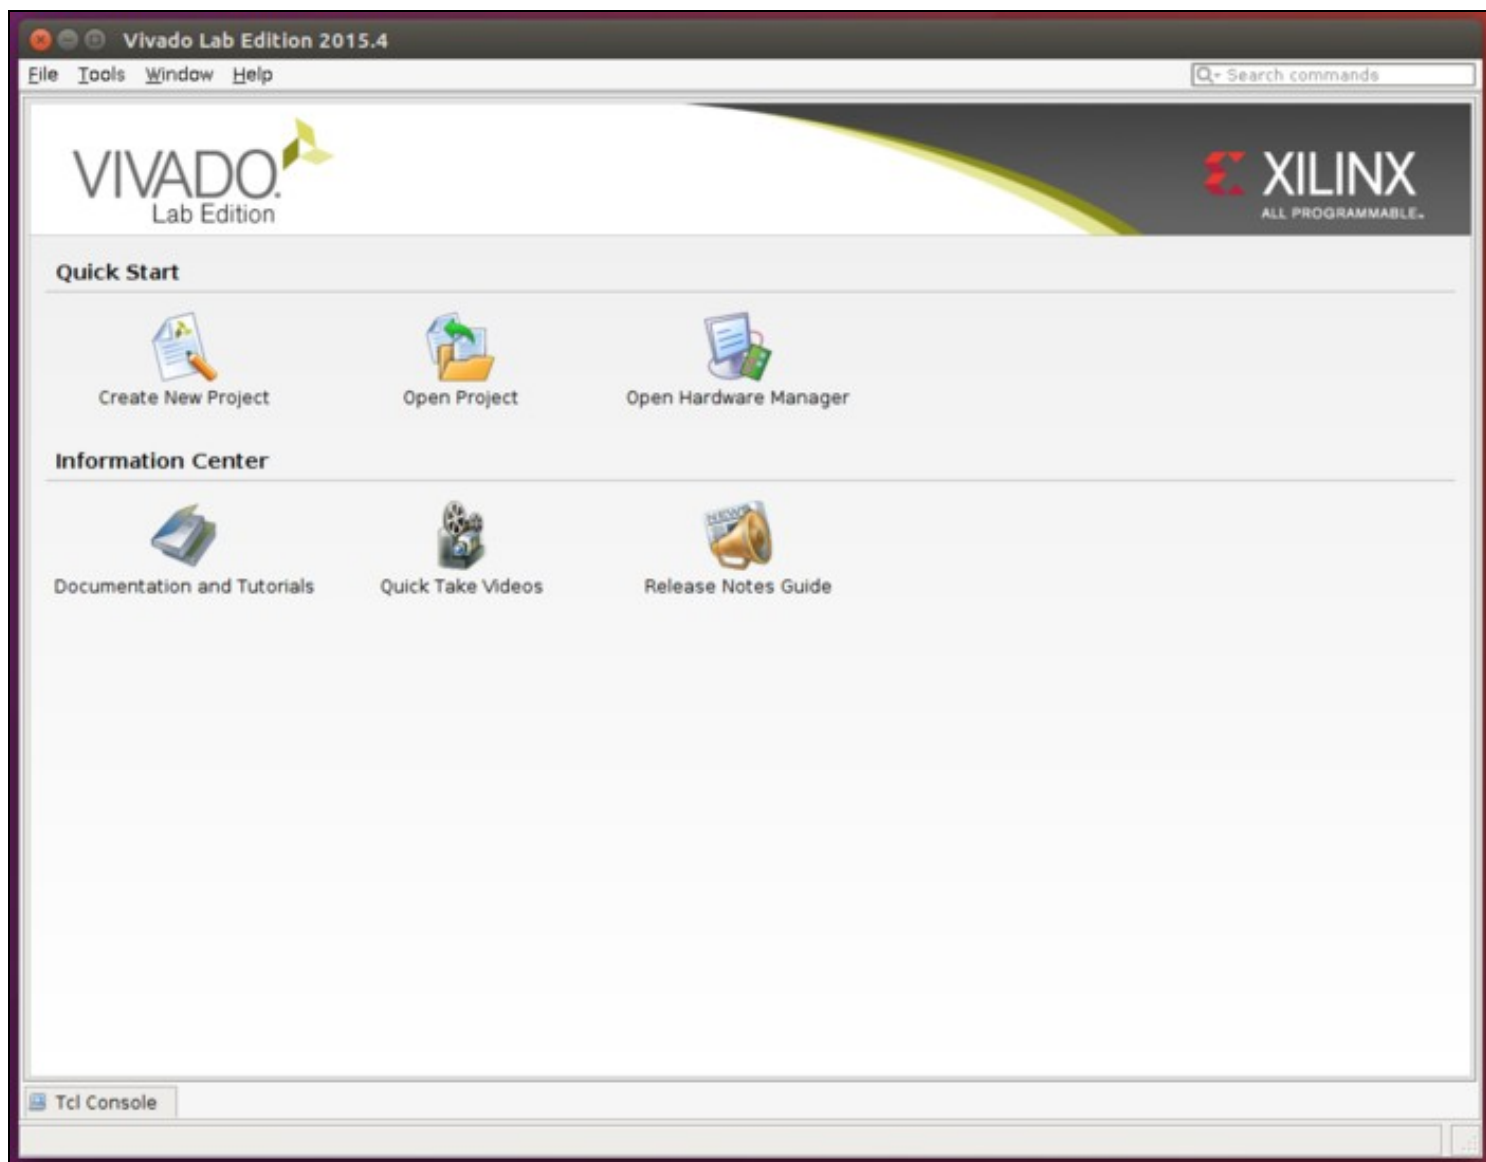 Vivado Lab Edition 2015.4
File Tools Window Help
Search commands
VIVADO.
Lab Edition
XILINX
ALL PROGRAMMABLE.
Quick Start
Create New Project
Open Project
Open Hardware Manager
Information Center
NEWS
Documentation and Tutorials
Quick Take Videos
Release Notes Guide
Tcl Console